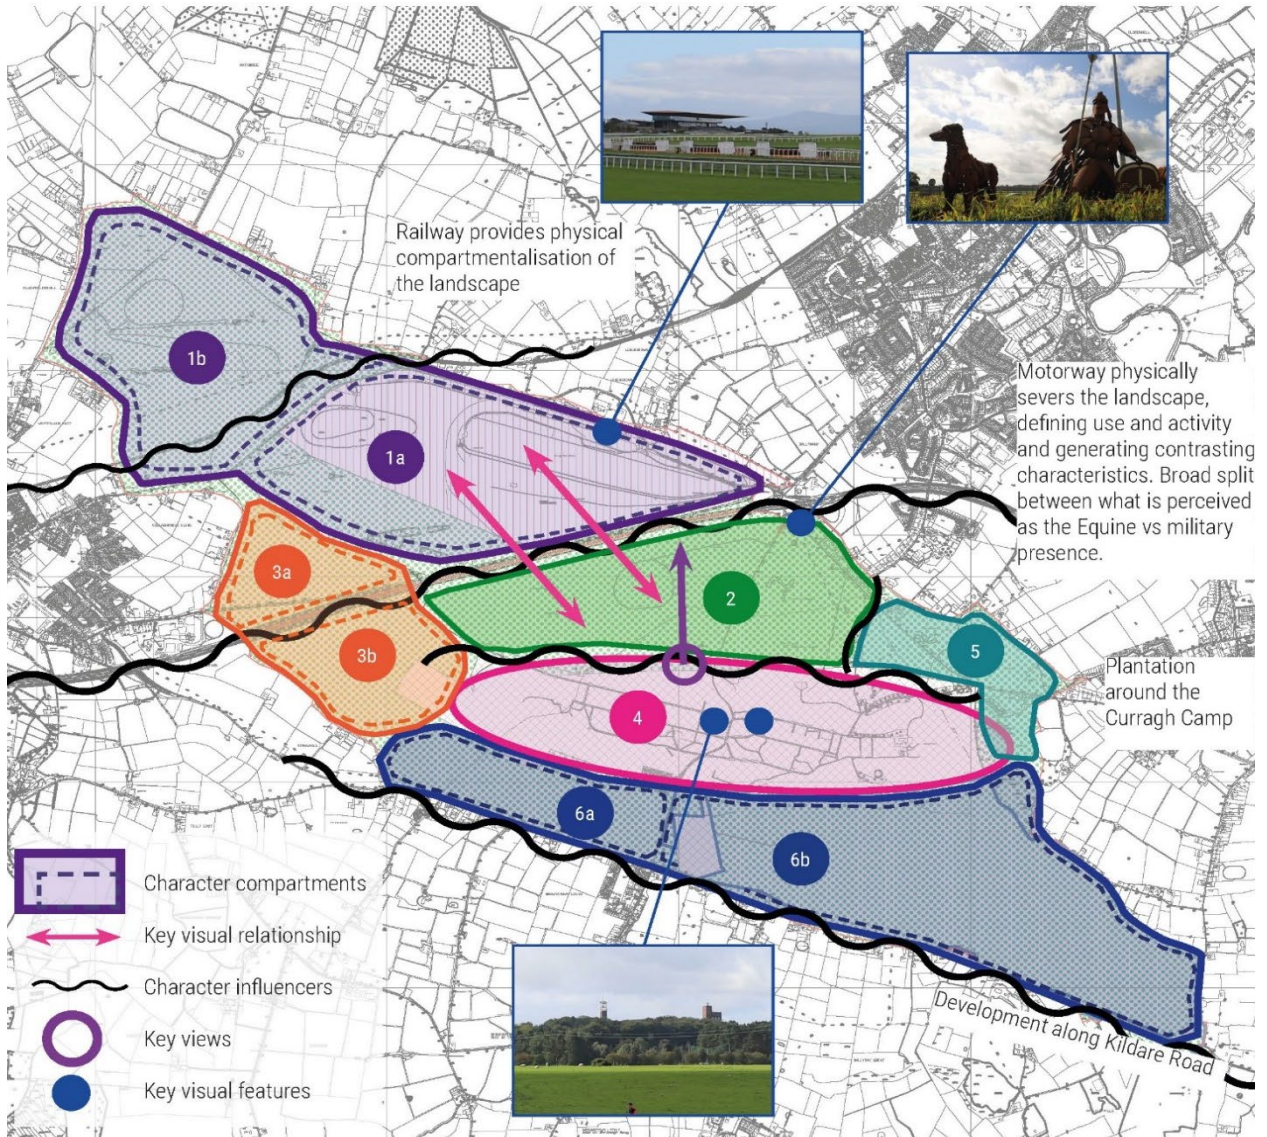 Railway provides physical
compartmentalisation of
the landscape
1b
1a
Motorway physically
severs the landscape,
defining use and activity
and generating contrasting
characteristics. Broad split
between what is perceived
as the Equine vs military
presence.
3a
2
3b
5
Plantation
around the
Curragh Camp
4
6a
6b
Character compartments
Key visual relationship
Character influencers
Key views
Key visual features
Development along Kildare Road